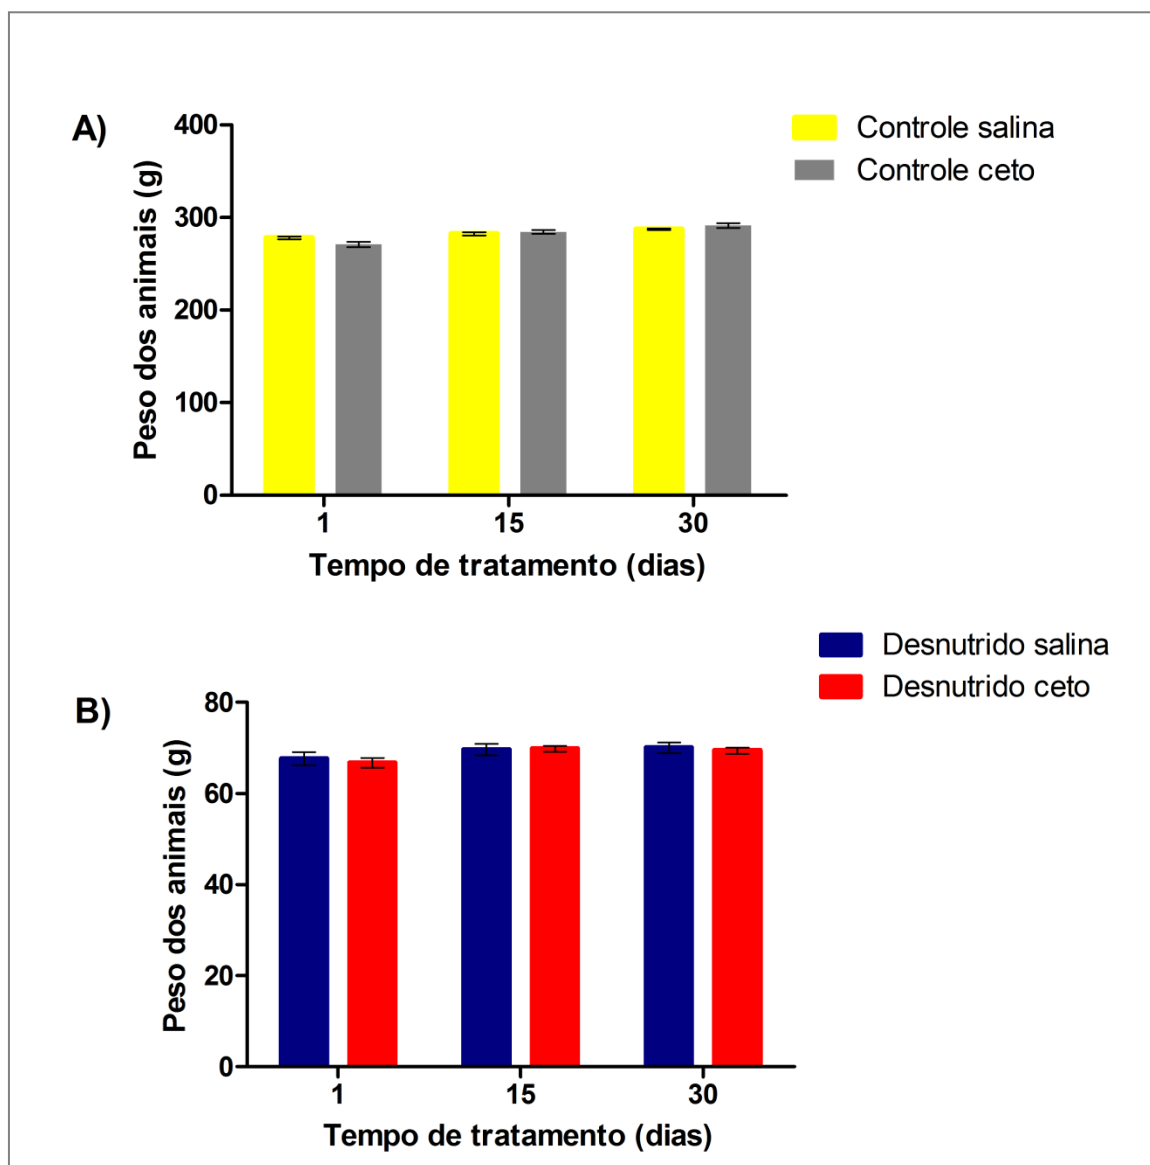 A)
Controle salina
Controle ceto
Peso dos animais (g)
400
300
200
100
0
1 15 30
Tempo de tratamento (dias)
B)
Desnutrido salina
Desnutrido ceto
Peso dos animais (g)
80
60
40
20
0
1 15 30
Tempo de tratamento (dias)